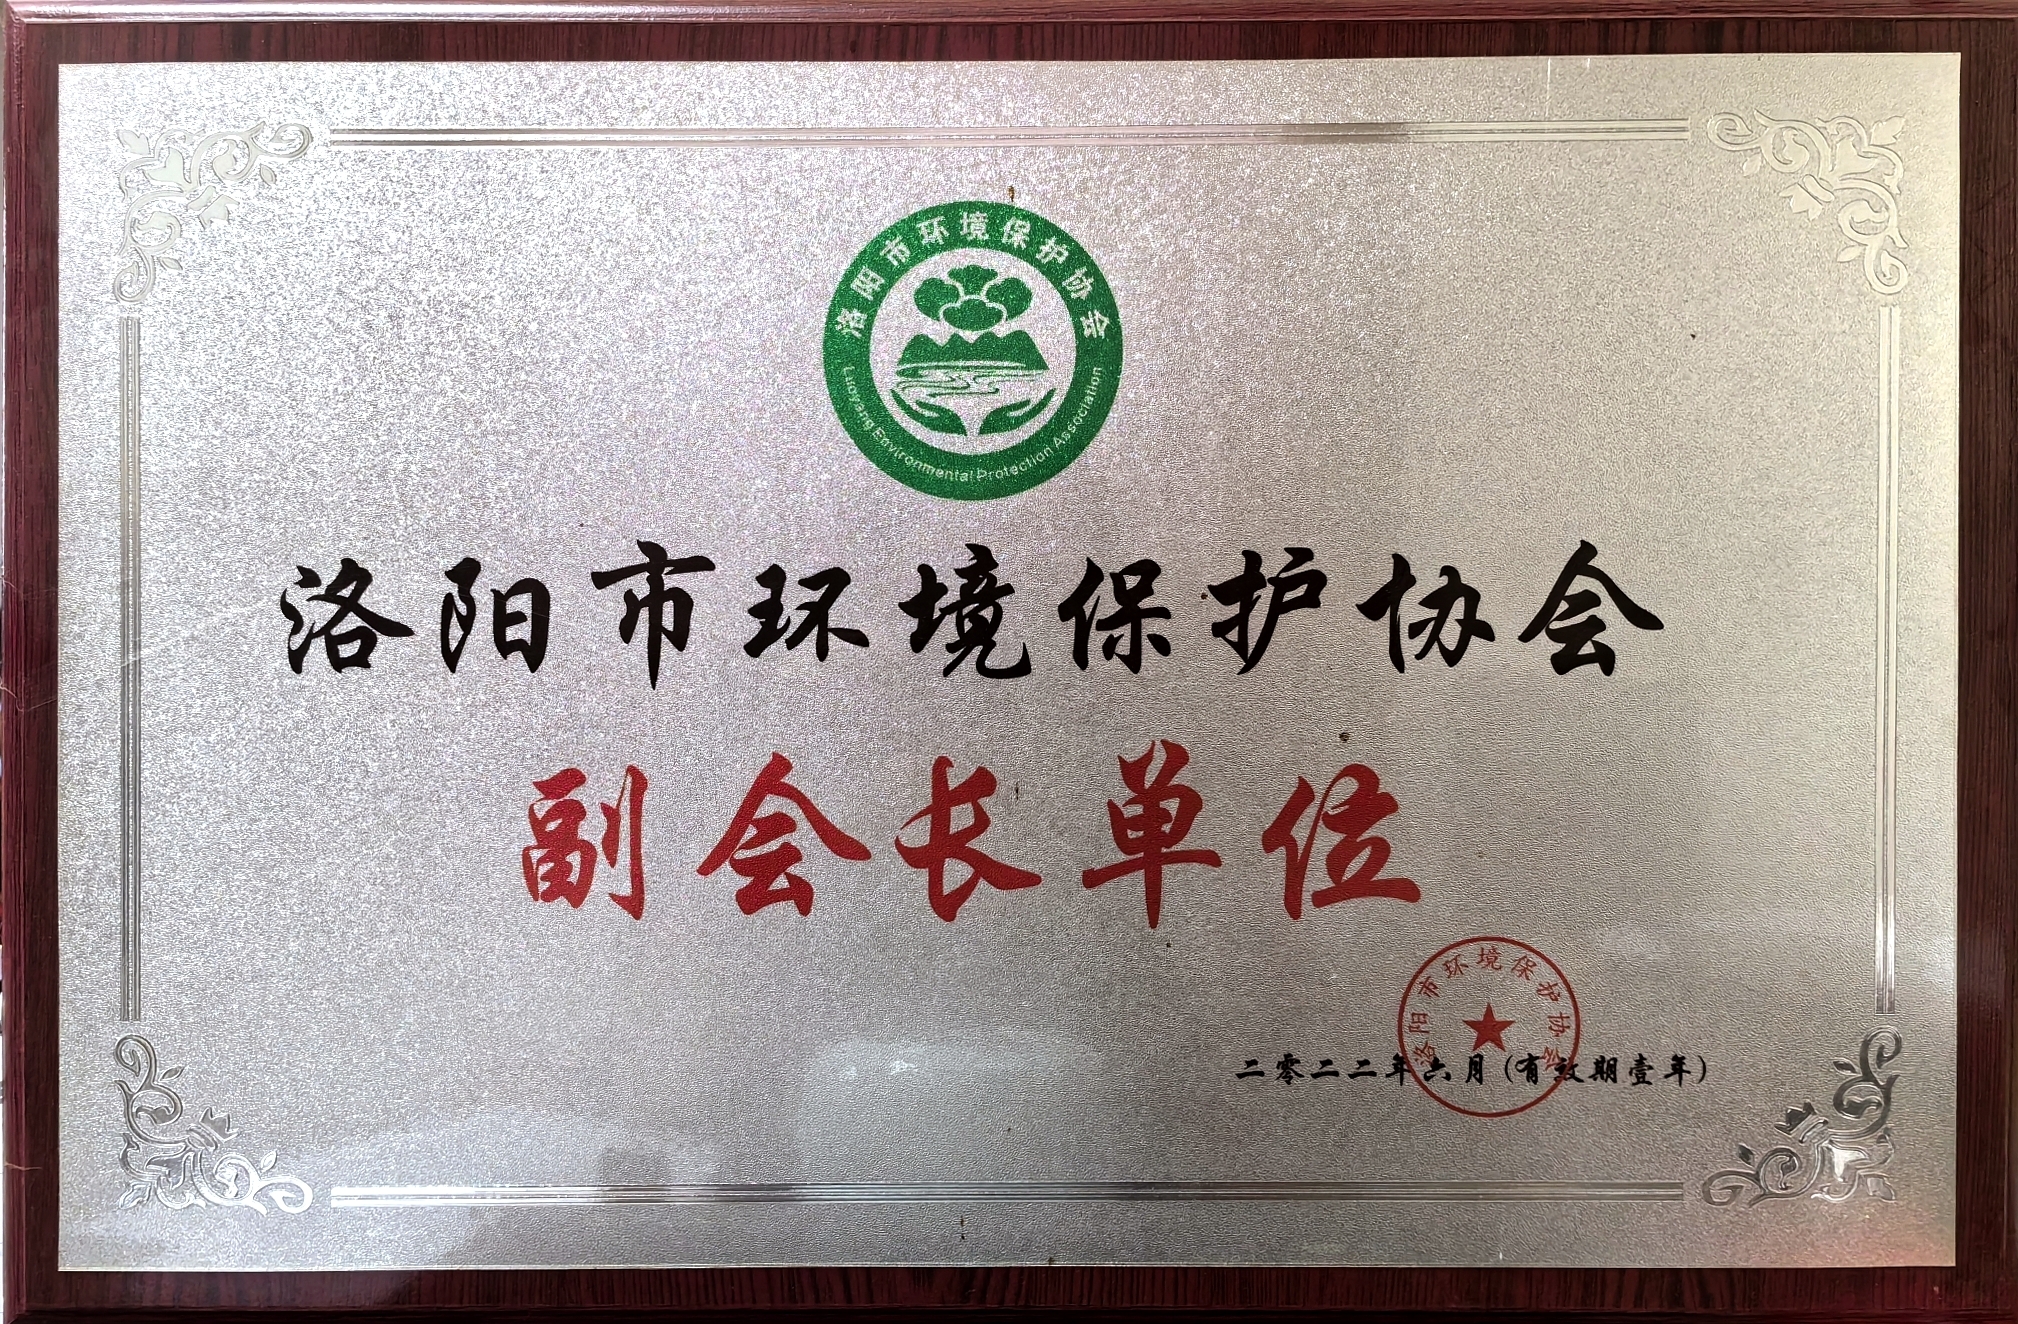 洛阳市环境保护协会
Luoyang Environmental Protection Association
洛阳市环境保护协会
副会长单位
洛阳市环境保护协会
二零二二年六月(有效期壹年)